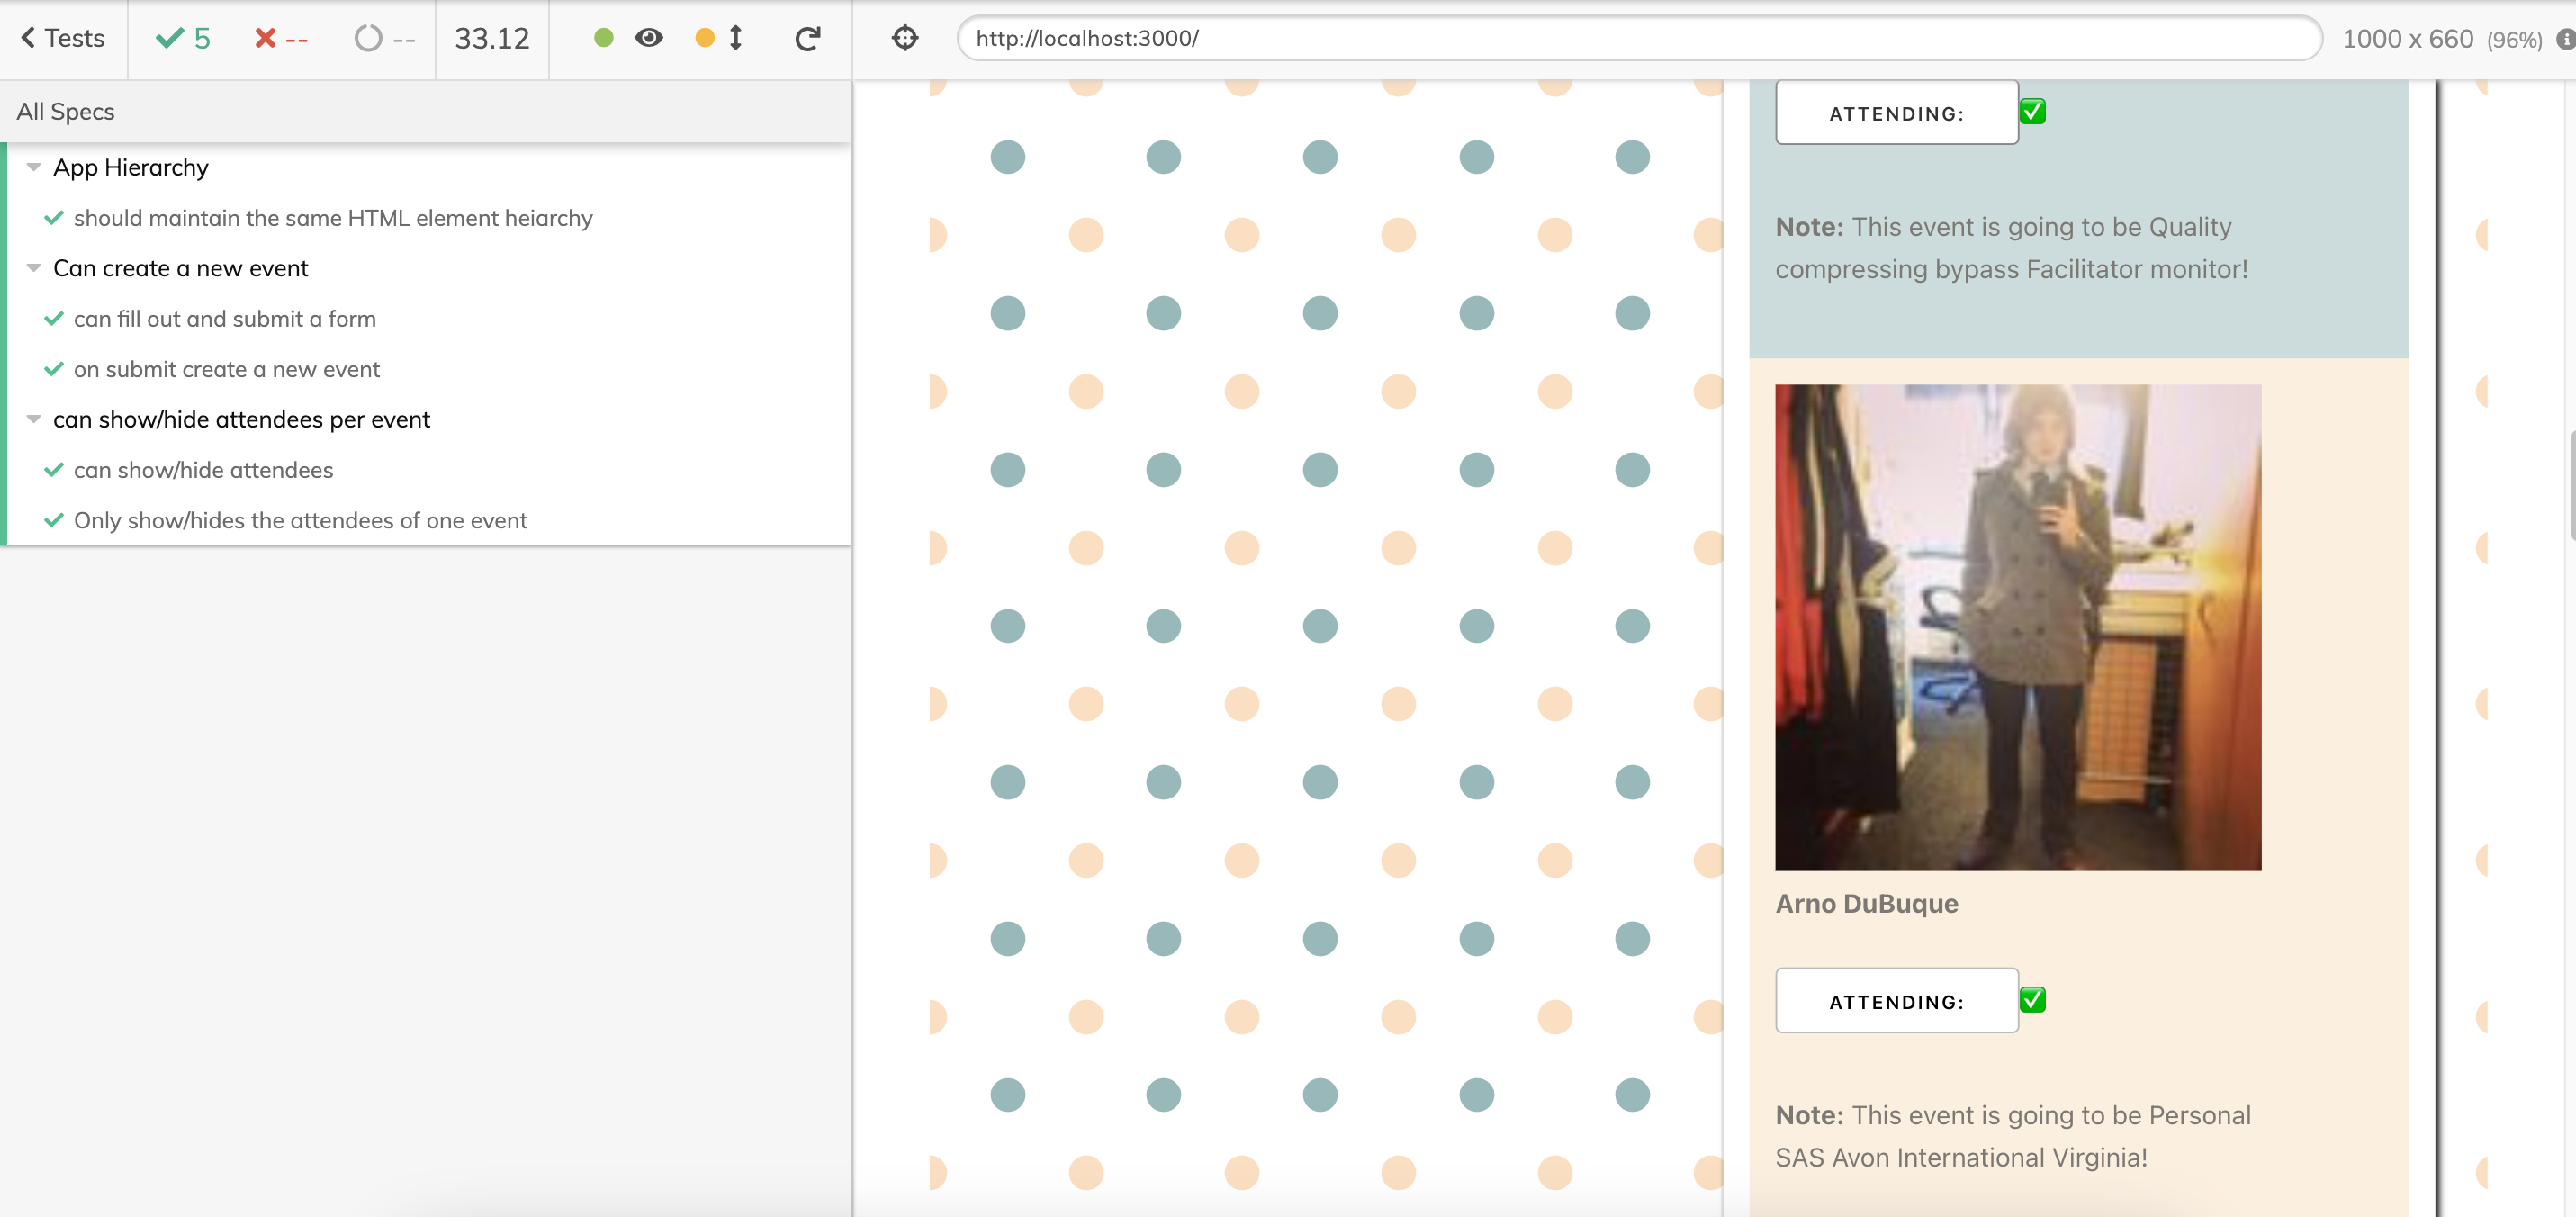 Tests 5 -- -- 33.12
http://localhost:3000/ 1000 x 660 (96%)
All Specs
App Hierarchy
should maintain the same HTML element heiarchy
Can create a new event
can fill out and submit a form
on submit create a new event
can show/hide attendees per event
can show/hide attendees
Only show/hides the attendees of one event
ATTENDING:
Note: This event is going to be Quality
compressing bypass Facilitator monitor!
Arno DuBuque
ATTENDING:
Note: This event is going to be Personal
SAS Avon International Virginia!